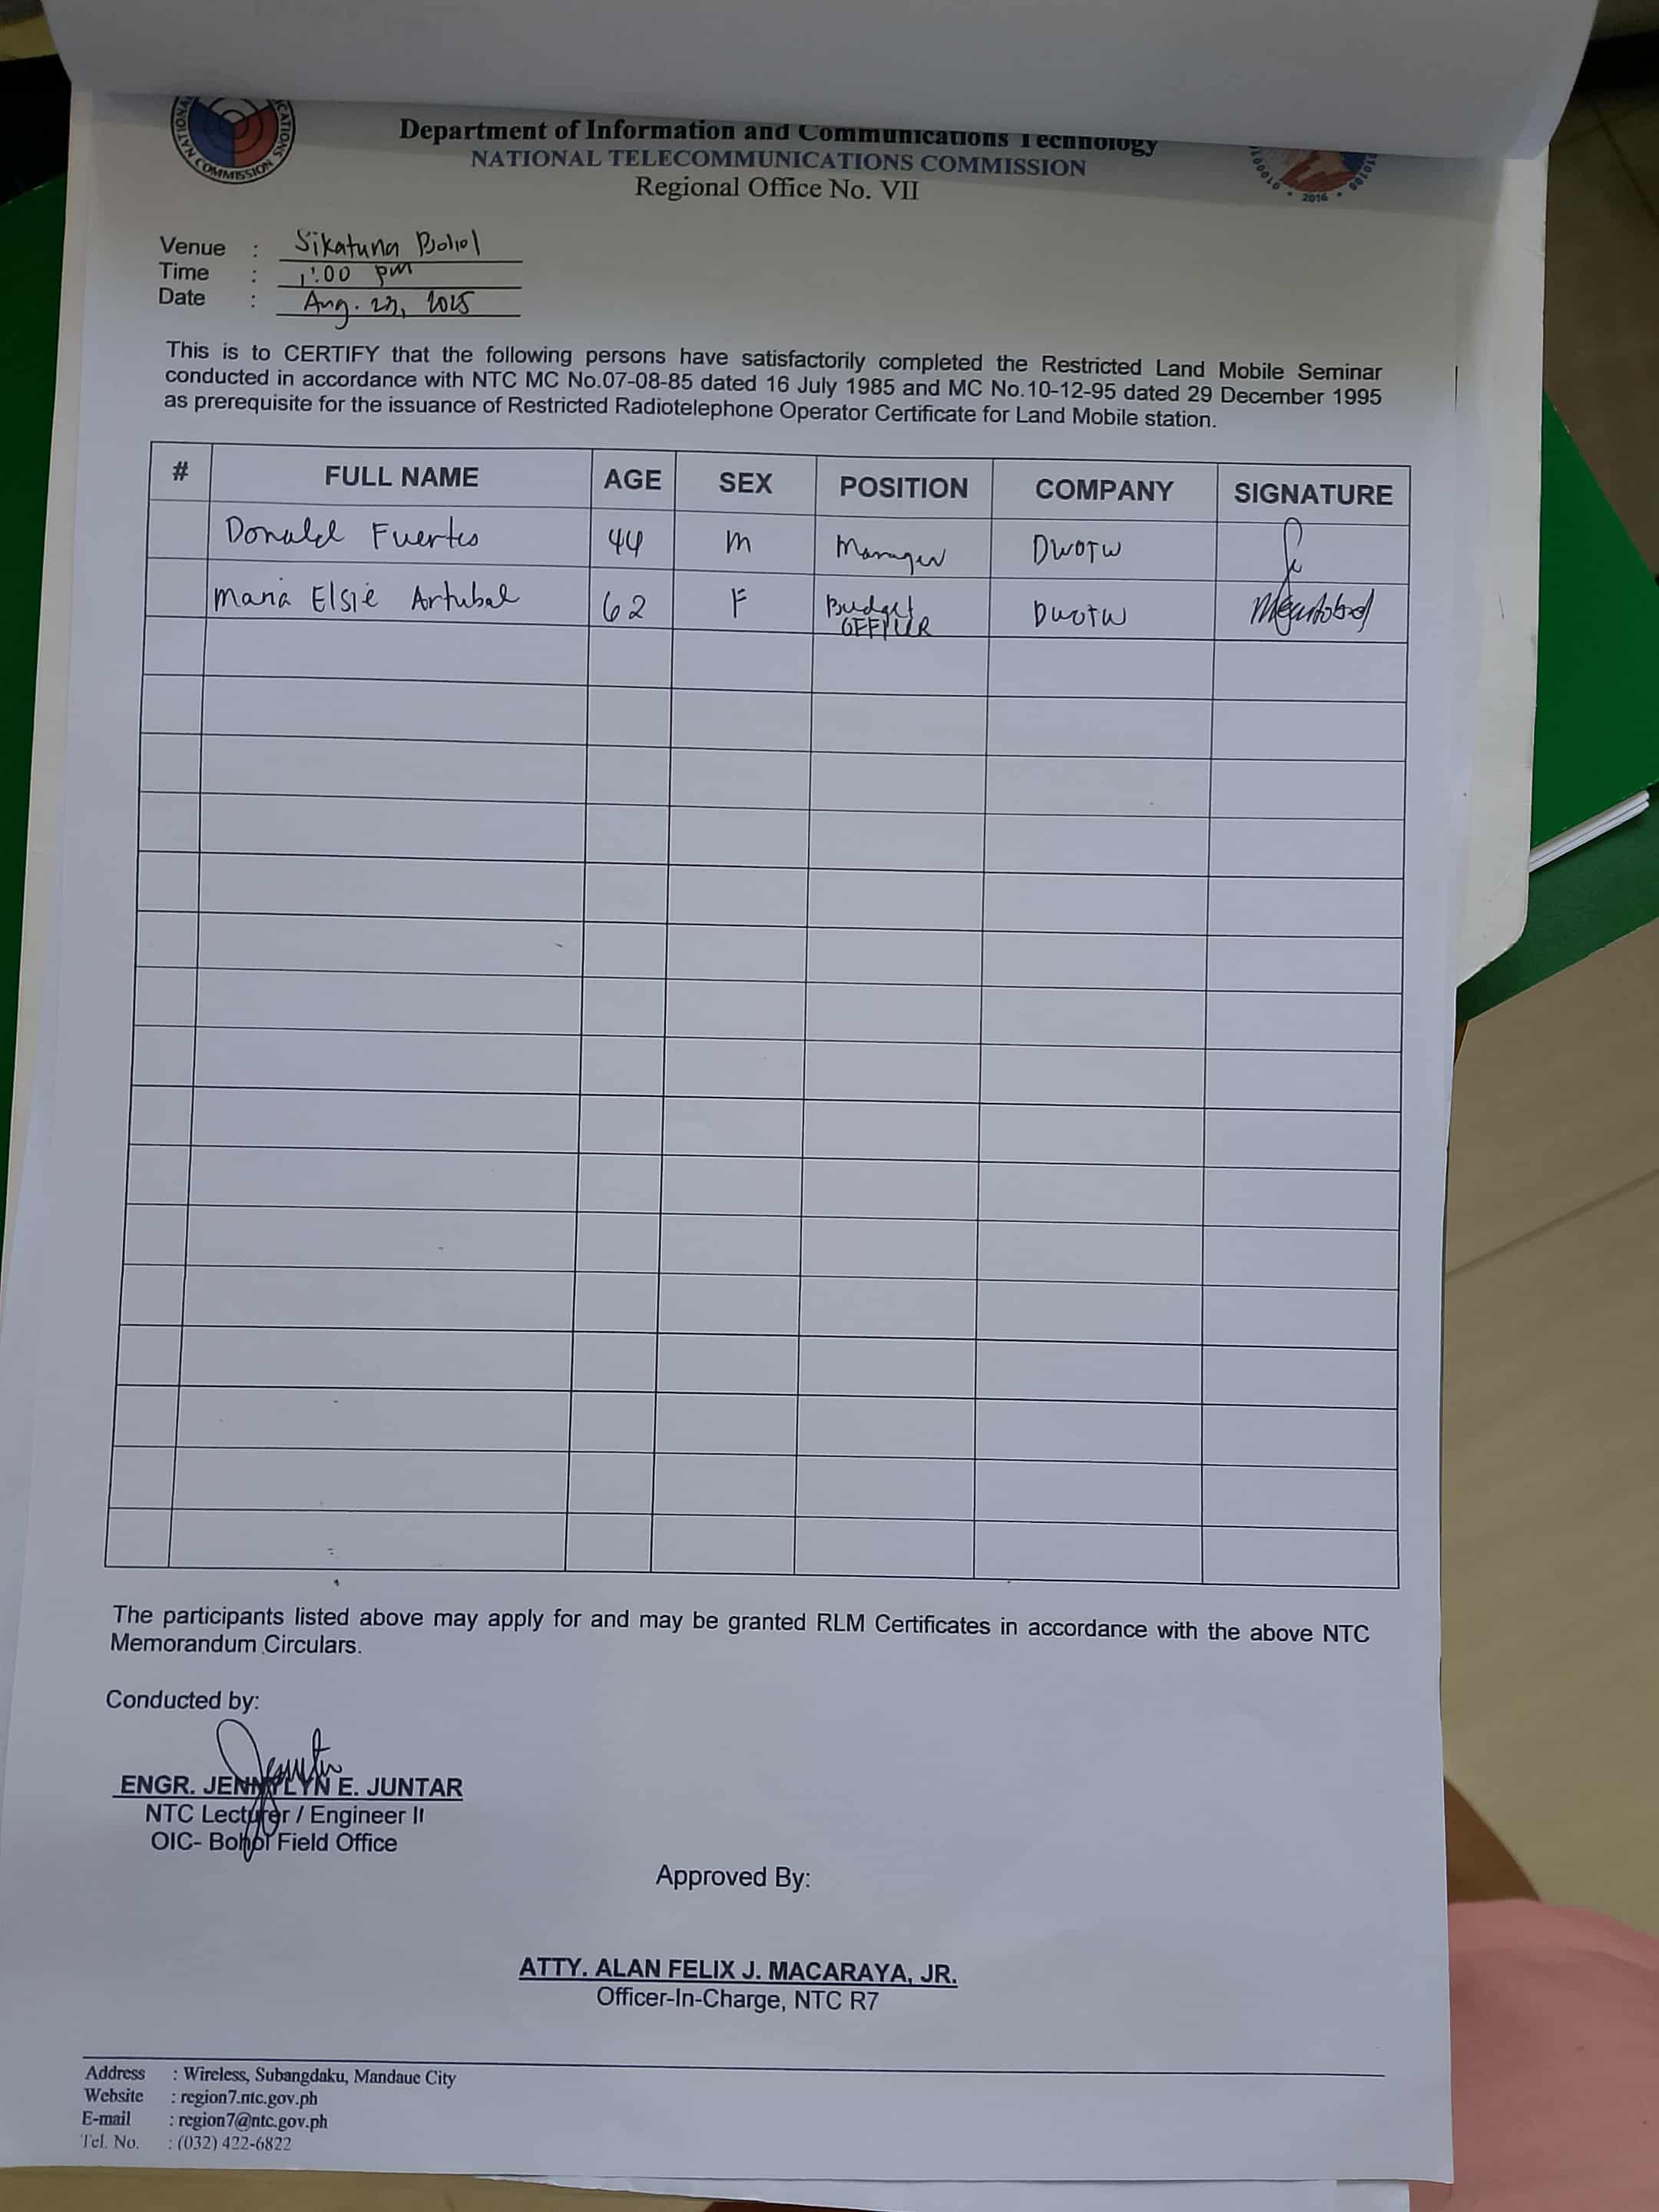 Department of Information and Communications Technology
NATIONAL TELECOMMUNICATIONS COMMISSION
Regional Office No. VII
COMMISSION
2016
Venue : Sikatuna Bohol
Time : 1:00 pm
Date : Aug. 2025
This is to CERTIFY that the following persons have satisfactorily completed the Restricted Land Mobile Seminar
conducted in accordance with NTC MC No.07-08-85 dated 16 July 1985 and MC No.10-12-95 dated 29 December 1995
as prerequisite for the issuance of Restricted Radiotelephone Operator Certificate for Land Mobile station.
# FULL NAME AGE SEX POSITION COMPANY SIGNATURE
Donald Fuertes 44 M Manager DWOTW
Maria Elsie Artubal 62 F Budget DWOTW
OFFICER
The participants listed above may apply for and may be granted RLM Certificates in accordance with the above NTC
Memorandum Circulars.
Conducted by:
ENGR. JENNYLYN E. JUNTAR
NTC Lecturer / Engineer II
OIC- Bohol Field Office
Approved By:
ATTY. ALAN FELIX J. MACARAYA, JR.
Officer-In-Charge, NTC R7
Address : Wireless, Subangdaku, Mandaue City
Website : region7.ntc.gov.ph
E-mail : region7@ntc.gov.ph
Tel. No. : (032) 422-6822